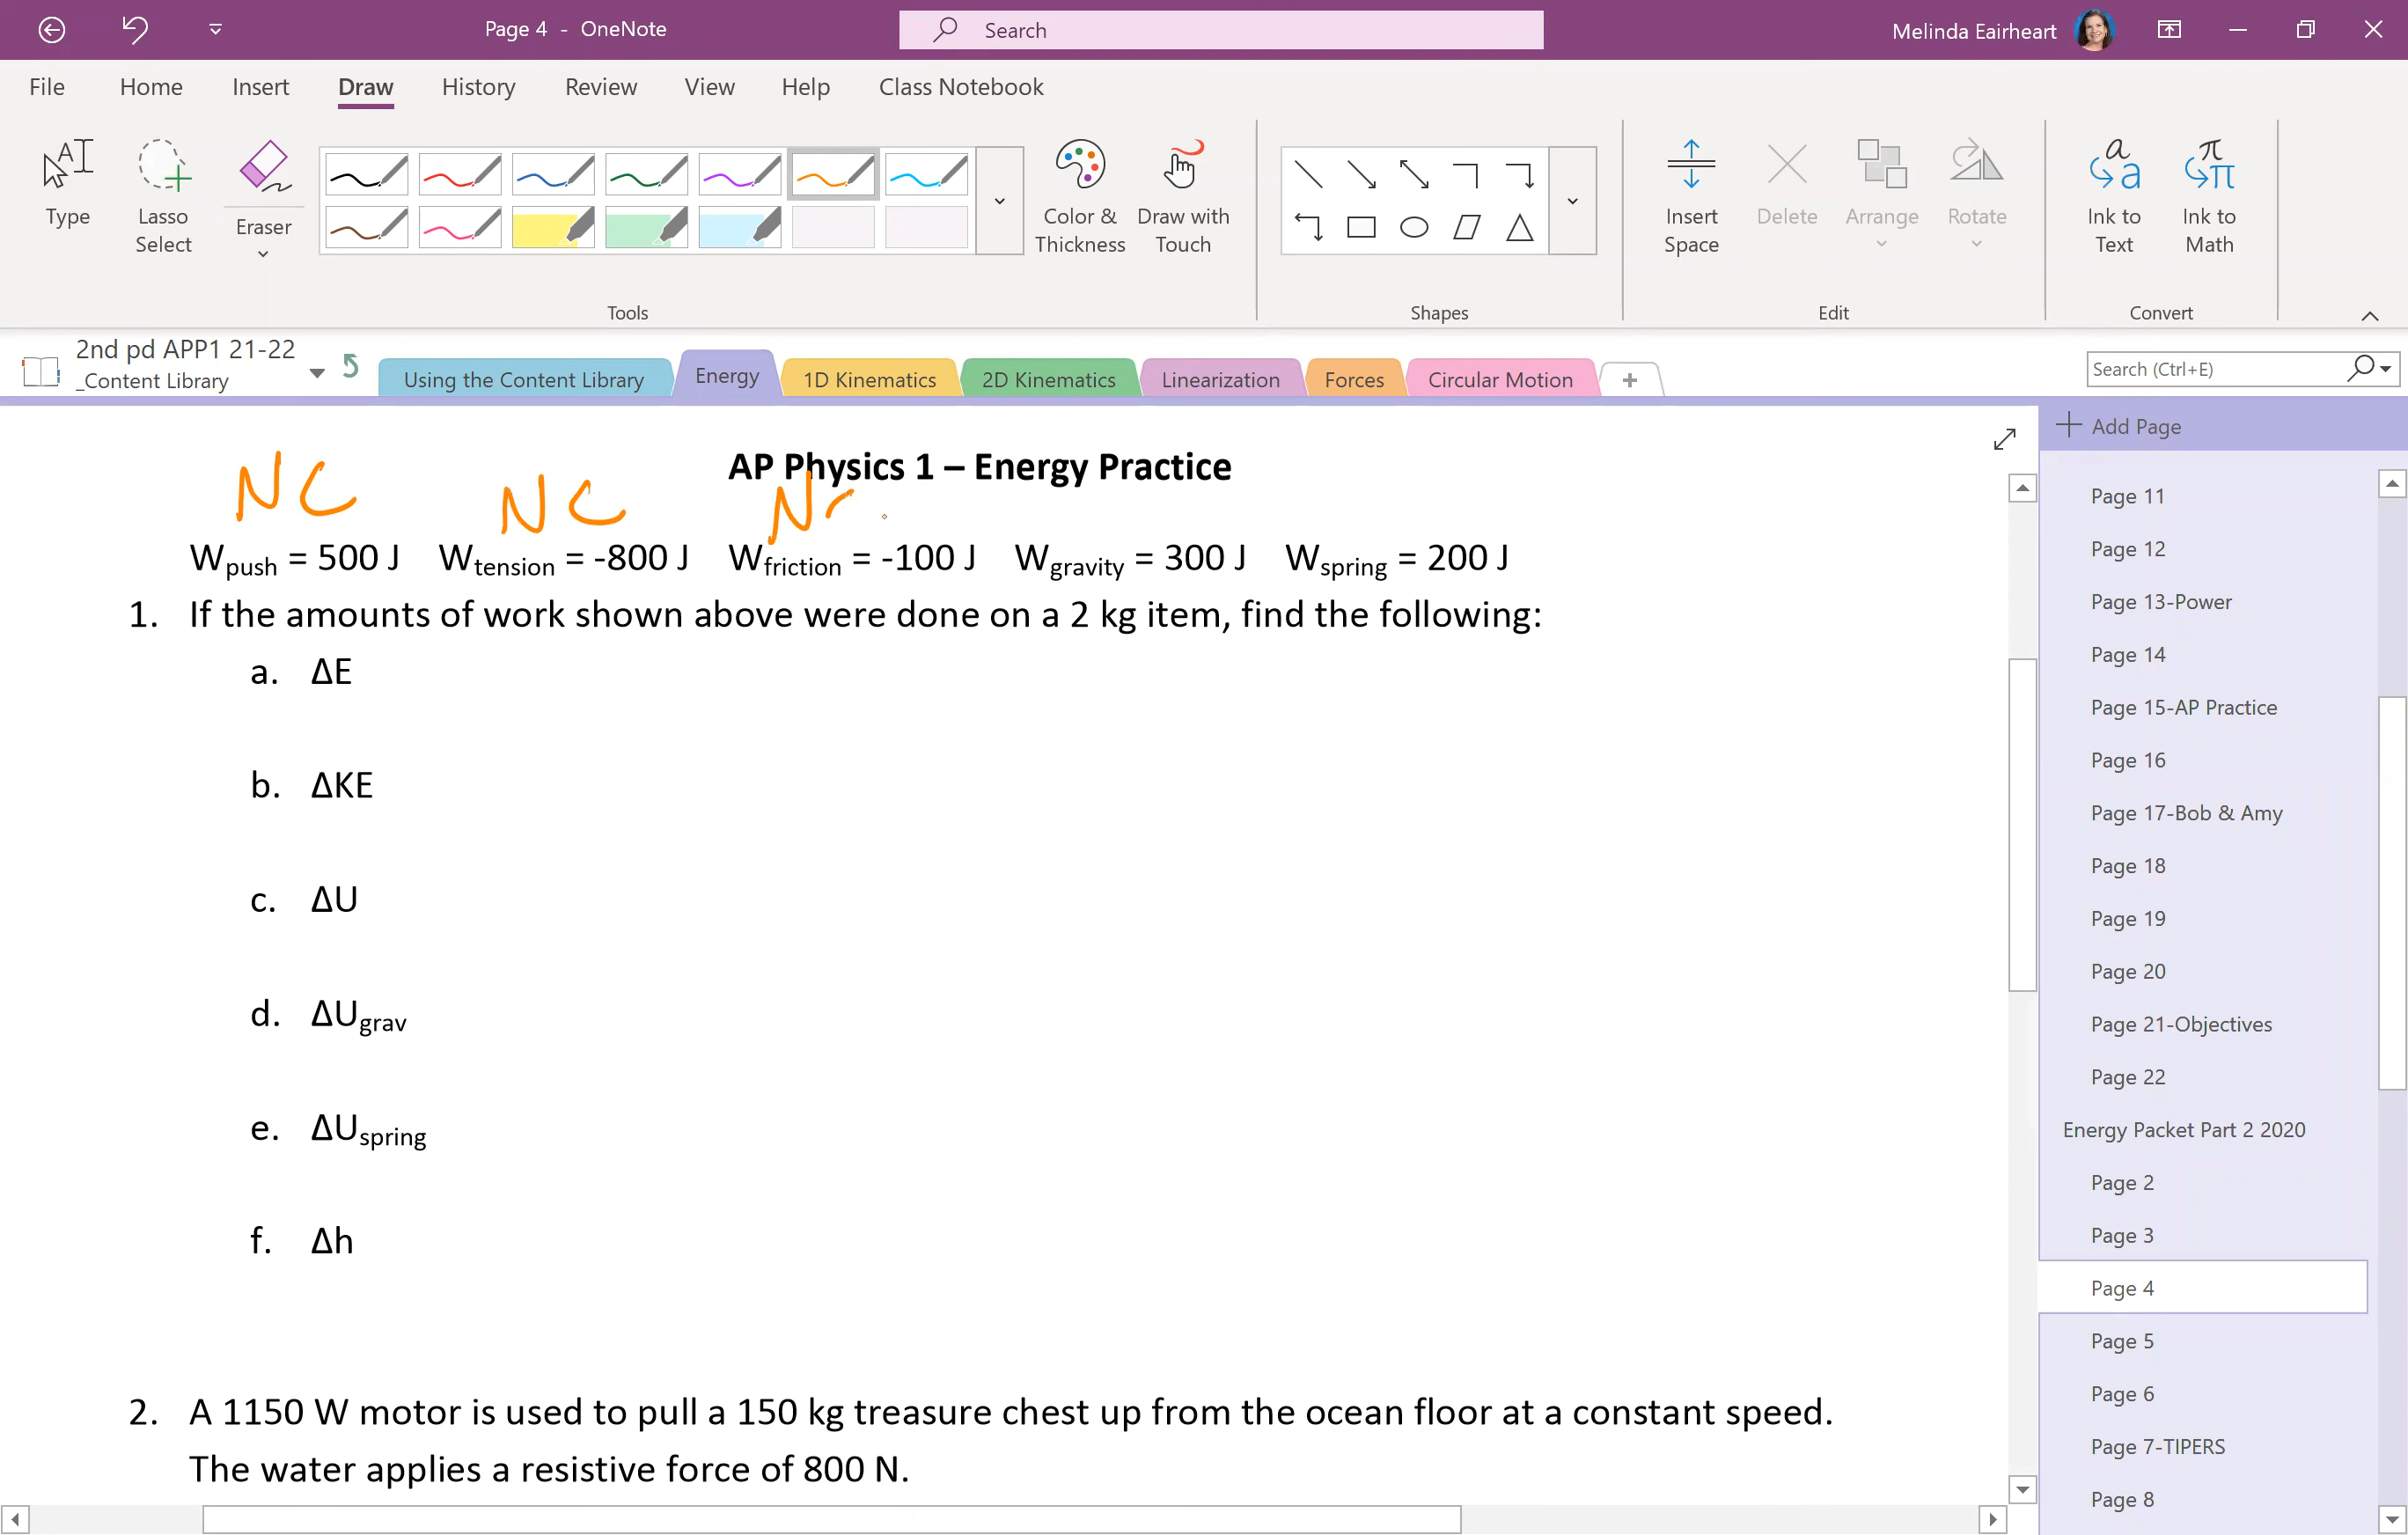 Page 4 - OneNote
Search
Melinda Eairheart
File Home Insert Draw History Review View Help Class Notebook
Type
Lasso Select
Eraser
Color & Thickness
Draw with Touch
Insert Space
Delete
Arrange
Rotate
Ink to Text
Ink to Math
Tools
Shapes
Edit
Convert
2nd pd APP1 21-22
_Content Library
Using the Content Library Energy 1D Kinematics 2D Kinematics Linearization Forces Circular Motion
Search (Ctrl+E)
Add Page
AP Physics 1 – Energy Practice
NC NC N
Wpush = 500 J Wtension = -800 J Wfriction = -100 J Wgravity = 300 J Wspring = 200 J
1. If the amounts of work shown above were done on a 2 kg item, find the following:
a. ΔE
b. ΔKE
c. ΔU
d. ΔUgrav
e. ΔUspring
f. Δh
2. A 1150 W motor is used to pull a 150 kg treasure chest up from the ocean floor at a constant speed.
The water applies a resistive force of 800 N.
Page 11
Page 12
Page 13-Power
Page 14
Page 15-AP Practice
Page 16
Page 17-Bob & Amy
Page 18
Page 19
Page 20
Page 21-Objectives
Page 22
Energy Packet Part 2 2020
Page 2
Page 3
Page 4
Page 5
Page 6
Page 7-TIPERS
Page 8